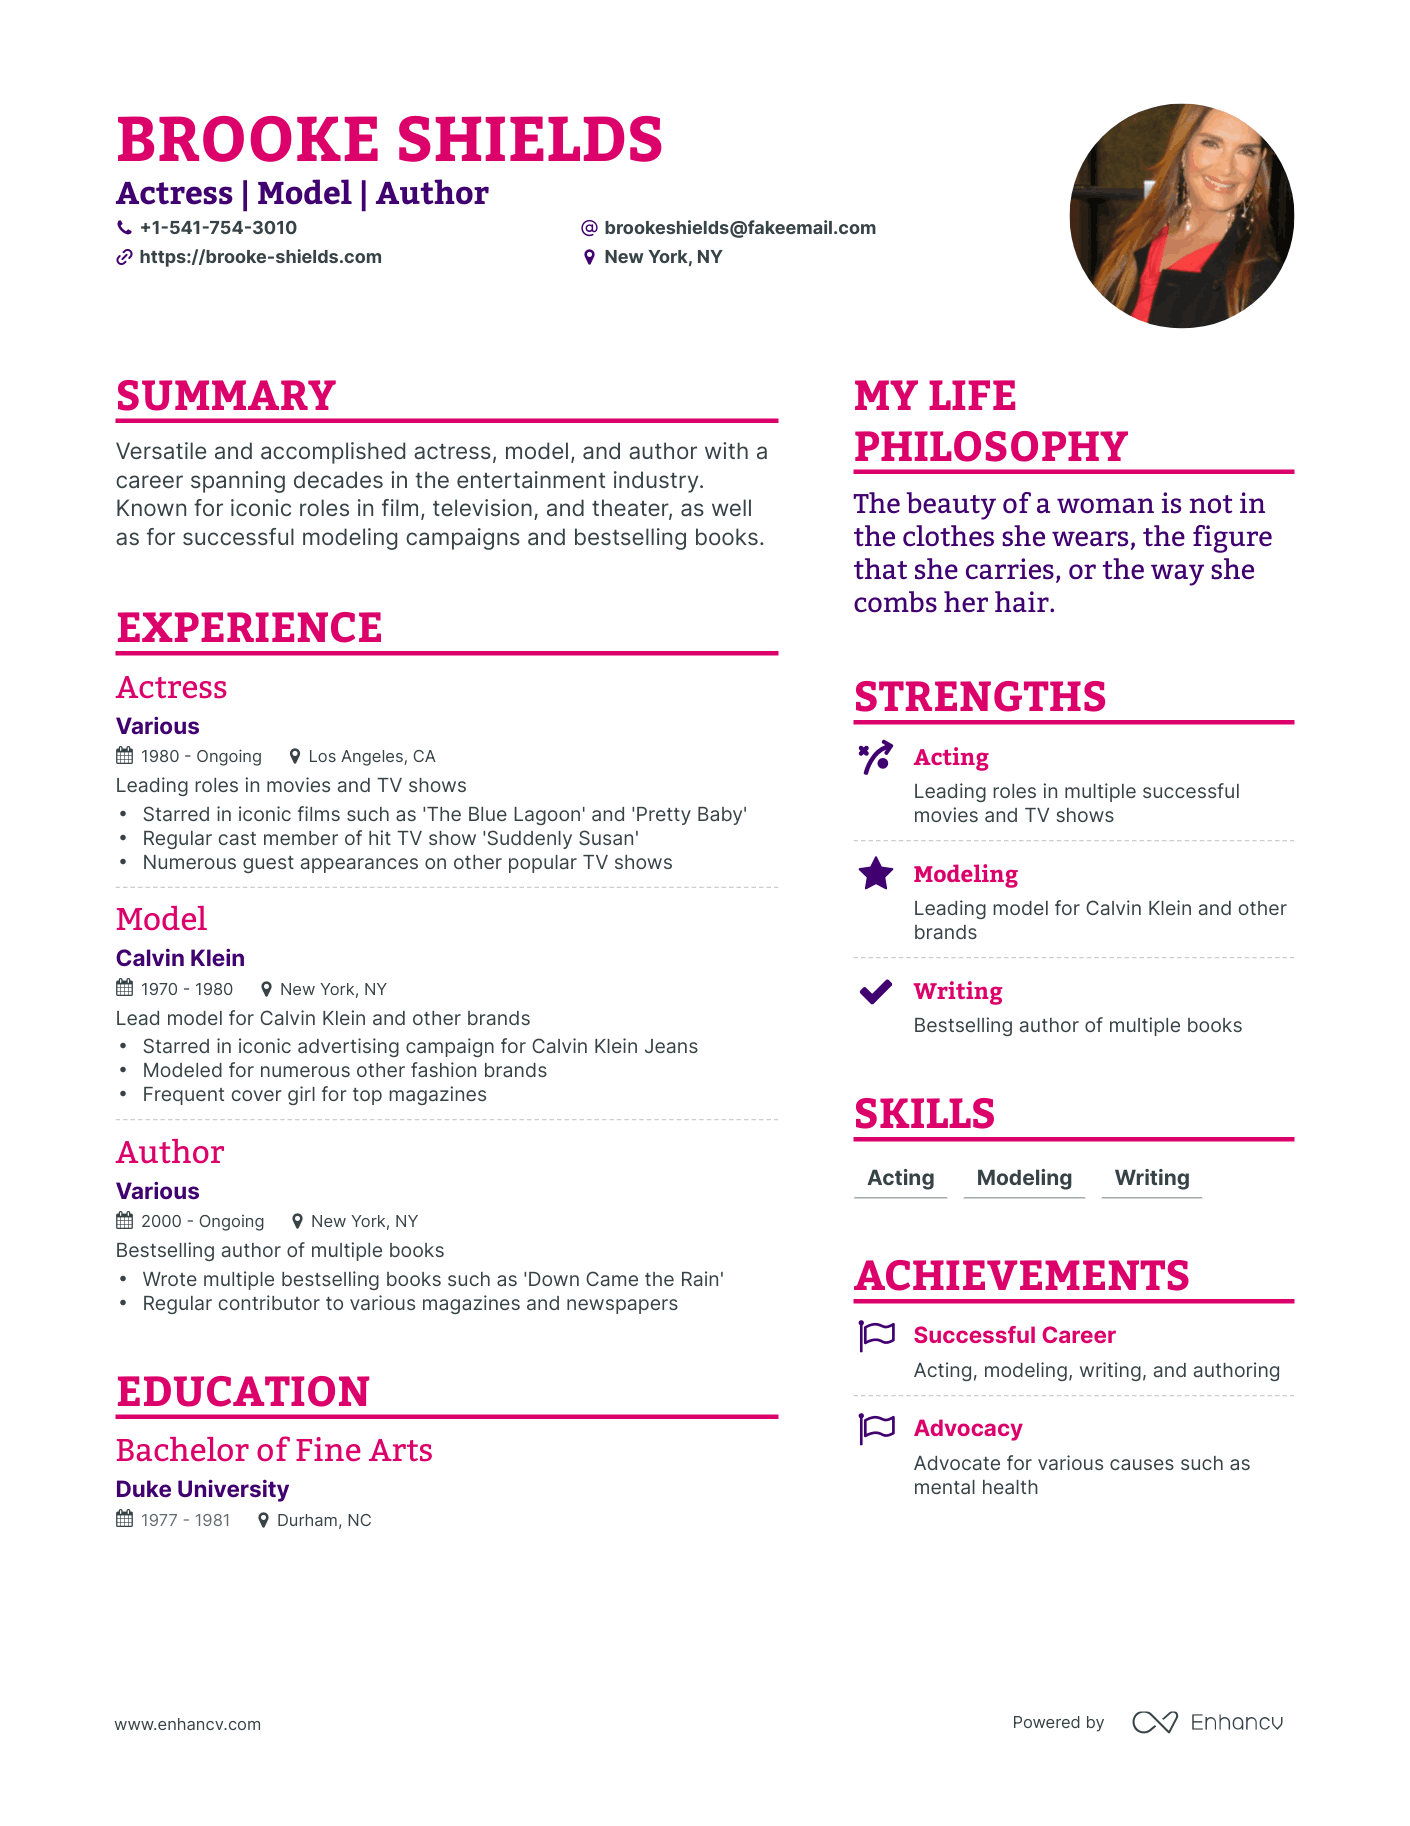 BROOKE SHIELDS
Actress | Model | Author
+1-541-754-3010
brookeshields@fakeemail.com
https://brooke-shields.com
New York, NY
SUMMARY
Versatile and accomplished actress, model, and author with a
career spanning decades in the entertainment industry.
Known for iconic roles in film, television, and theater, as well
as for successful modeling campaigns and bestselling books.
EXPERIENCE
Actress
Various
1980 - Ongoing Los Angeles, CA
Leading roles in movies and TV shows
• Starred in iconic films such as 'The Blue Lagoon' and 'Pretty Baby'
• Regular cast member of hit TV show 'Suddenly Susan'
• Numerous guest appearances on other popular TV shows
Model
Calvin Klein
1970 - 1980 New York, NY
Lead model for Calvin Klein and other brands
• Starred in iconic advertising campaign for Calvin Klein Jeans
• Modeled for numerous other fashion brands
• Frequent cover girl for top magazines
Author
Various
2000 - Ongoing New York, NY
Bestselling author of multiple books
• Wrote multiple bestselling books such as 'Down Came the Rain'
• Regular contributor to various magazines and newspapers
EDUCATION
Bachelor of Fine Arts
Duke University
1977 - 1981 Durham, NC
MY LIFE
PHILOSOPHY
The beauty of a woman is not in
the clothes she wears, the figure
that she carries, or the way she
combs her hair.
STRENGTHS
Acting
Leading roles in multiple successful
movies and TV shows
Modeling
Leading model for Calvin Klein and other
brands
Writing
Bestselling author of multiple books
SKILLS
Acting Modeling Writing
ACHIEVEMENTS
Successful Career
Acting, modeling, writing, and authoring
Advocacy
Advocate for various causes such as
mental health
www.enhancv.com
Powered by Enhancv